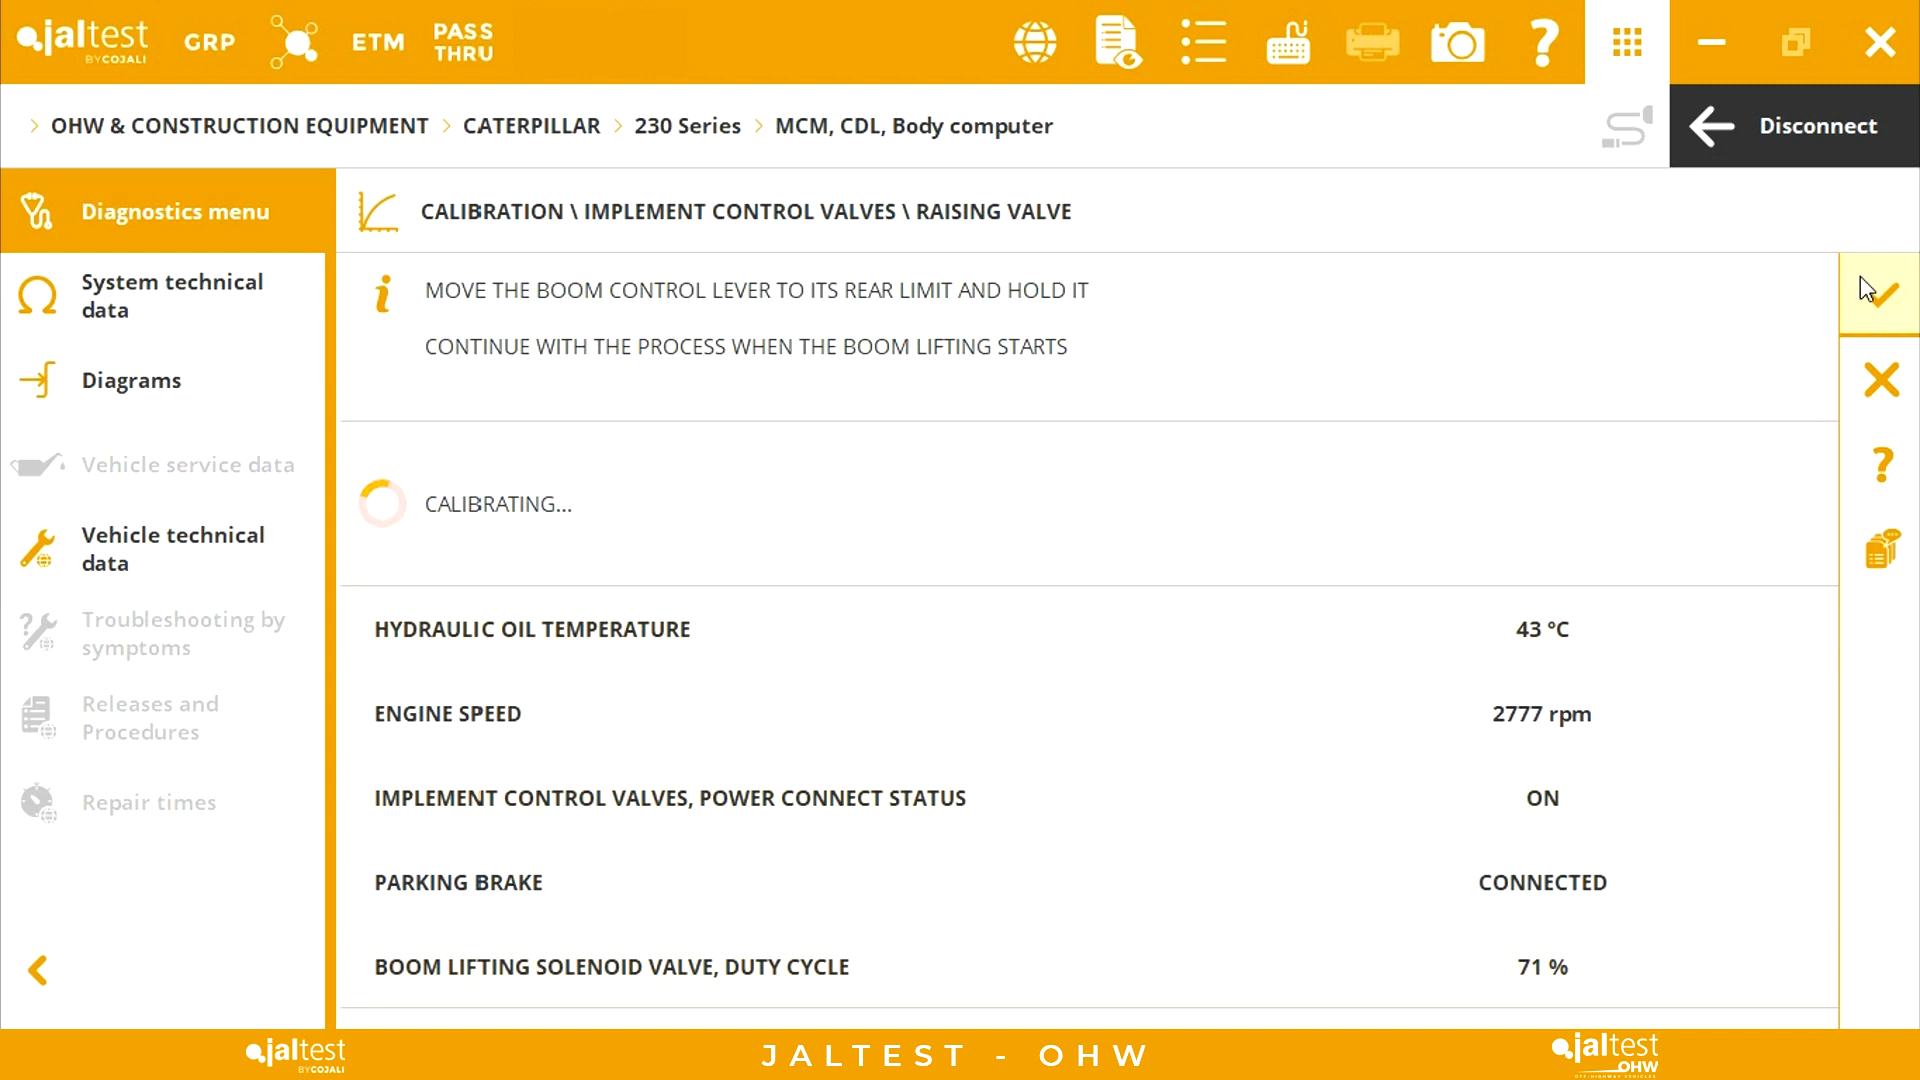 jaltest
BY COJALI
GRP
ETM
PASS
THRU
OHW & CONSTRUCTION EQUIPMENT
CATERPILLAR
230 Series
MCM, CDL, Body computer
Disconnect
Diagnostics menu
System technical
data
Diagrams
Vehicle service data
Vehicle technical
data
Troubleshooting by
symptoms
Releases and
Procedures
Repair times
CALIBRATION \ IMPLEMENT CONTROL VALVES \ RAISING VALVE
MOVE THE BOOM CONTROL LEVER TO ITS REAR LIMIT AND HOLD IT
CONTINUE WITH THE PROCESS WHEN THE BOOM LIFTING STARTS
CALIBRATING...
HYDRAULIC OIL TEMPERATURE 43 °C
ENGINE SPEED 2777 rpm
IMPLEMENT CONTROL VALVES, POWER CONNECT STATUS ON
PARKING BRAKE CONNECTED
BOOM LIFTING SOLENOID VALVE, DUTY CYCLE 71 %
jaltest
BY COJALI
JALTEST - OHW
jaltest
OHW
OFF-HIGHWAY VEHICLES